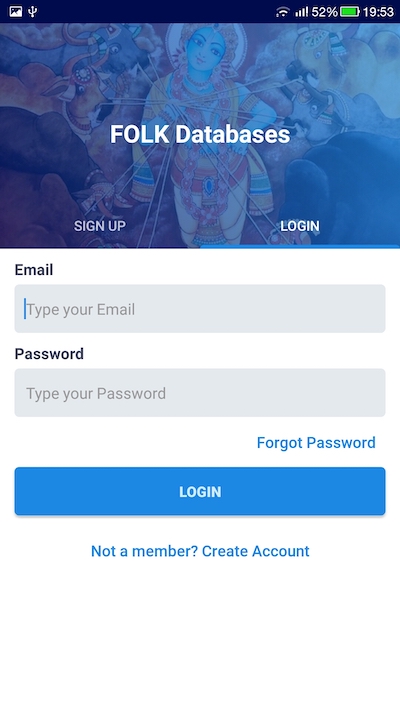 52% 19:53
FOLK Databases
SIGN UP LOGIN
Email
Type your Email
Password
Type your Password
Forgot Password
LOGIN
Not a member? Create Account